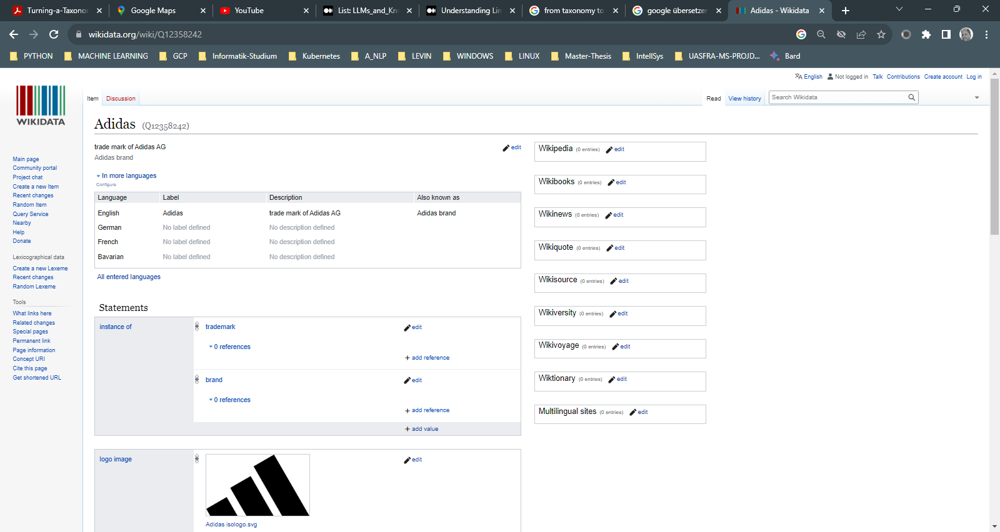 Turning-a-Taxonor
Google Maps
YouTube
List: LLMs_and_Kn
Understanding Lin
from taxonomy to
google übersetzer
Adidas - Wikidata
wikidata.org/wiki/Q12358242
PYTHON
MACHINE LEARNING
GCP
Informatik-Studium
Kubernetes
A_NLP
LEVIN
WINDOWS
LINUX
Master-Thesis
IntellSys
UASFRA-MS-PROJD...
Bard
English
Not logged in
Talk
Contributions
Create account
Log in
WIKIDATA
Item
Discussion
Read
View history
Search Wikidata
Main page
Community portal
Project chat
Create a new Item
Recent changes
Random Item
Query Service
Nearby
Help
Donate
Lexicographical data
Create a new Lexeme
Recent changes
Random Lexeme
Tools
What links here
Related changes
Special pages
Permanent link
Page information
Concept URI
Cite this page
Get shortened URL
Adidas (Q12358242)
trade mark of Adidas AG
edit
Adidas brand
In more languages
Configure
Language Label Description Also known as
English Adidas trade mark of Adidas AG Adidas brand
German No label defined No description defined
French No label defined No description defined
Bavarian No label defined No description defined
All entered languages
Statements
instance of
trademark
edit
0 references
+ add reference
brand
edit
0 references
+ add reference
+ add value
logo image
edit
Adidas isologo.svg
Wikipedia (0 entries) edit
Wikibooks (0 entries) edit
Wikinews (0 entries) edit
Wikiquote (0 entries) edit
Wikisource (0 entries) edit
Wikiversity (0 entries) edit
Wikivoyage (0 entries) edit
Wiktionary (0 entries) edit
Multilingual sites (0 entries) edit